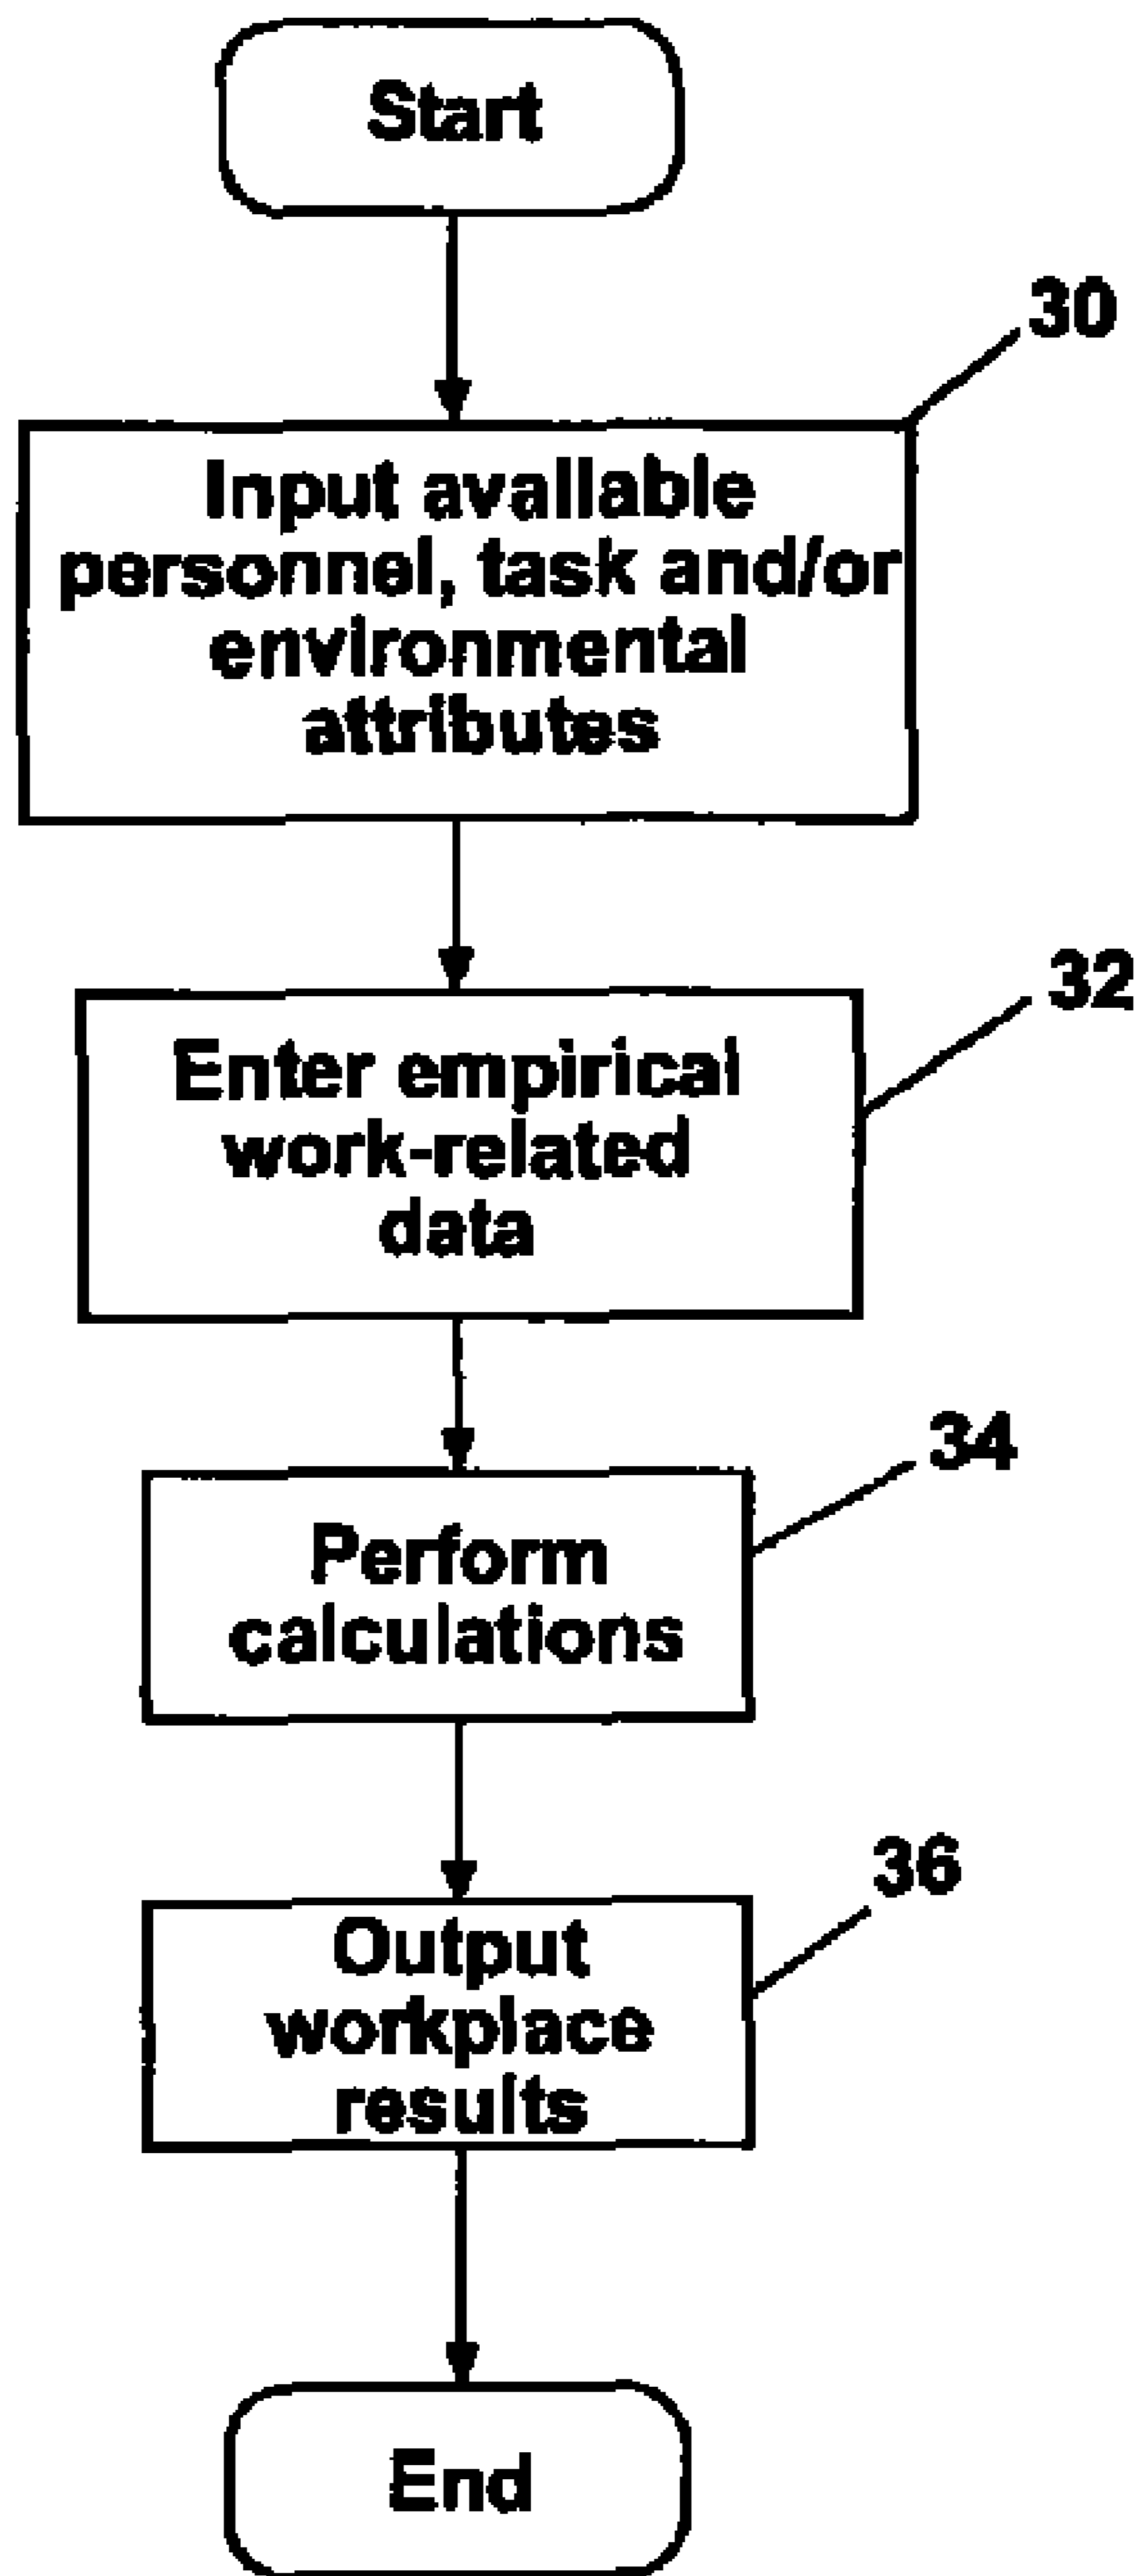 Start
30
Input available
personnel, task and/or
environmental
attributes
32
Enter empirical
work-related
data
34
Perform
calculations
36
Output
workplace
results
End